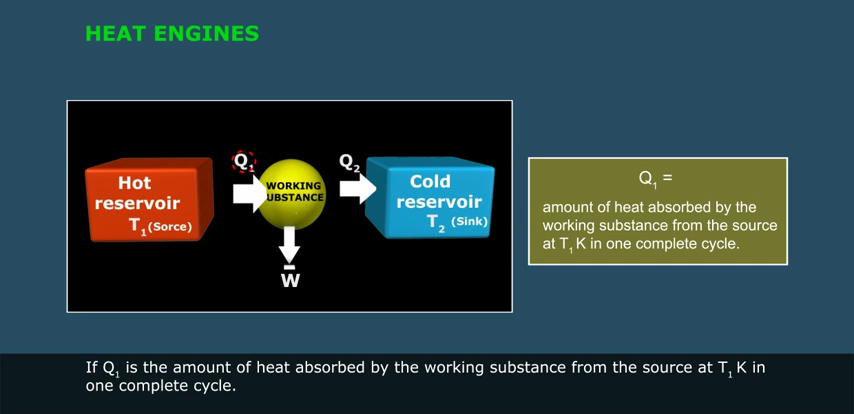 HEAT ENGINES
Hot
reservoir
T₁ (Sorce)
Q₁
WORKING
UBSTANCE
W
Q₂
Cold
reservoir
T₂ (Sink)
Q₁ =
amount of heat absorbed by the
working substance from the source
at T₁ K in one complete cycle.
If Q₁ is the amount of heat absorbed by the working substance from the source at T₁ K in
one complete cycle.